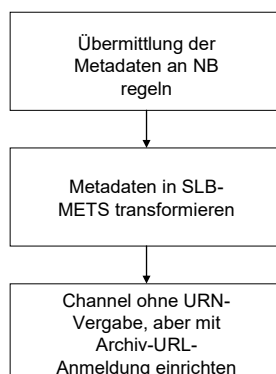 Übermittlung der
Metadaten an NB
regeln
Metadaten in SLB-
METS transformieren
Channel ohne URN-
Vergabe, aber mit
Archiv-URL-
Anmeldung einrichten